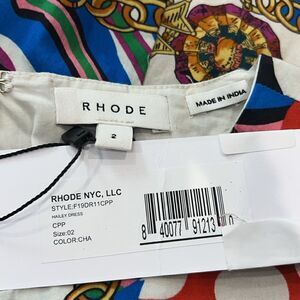 RHODE
2
MADE IN INDIA
RHODE NYC, LLC
STYLE:F19DR11CPP
HAILEY DRESS
CPP
Size:02
COLOR:CHA
8 40077 91213 0